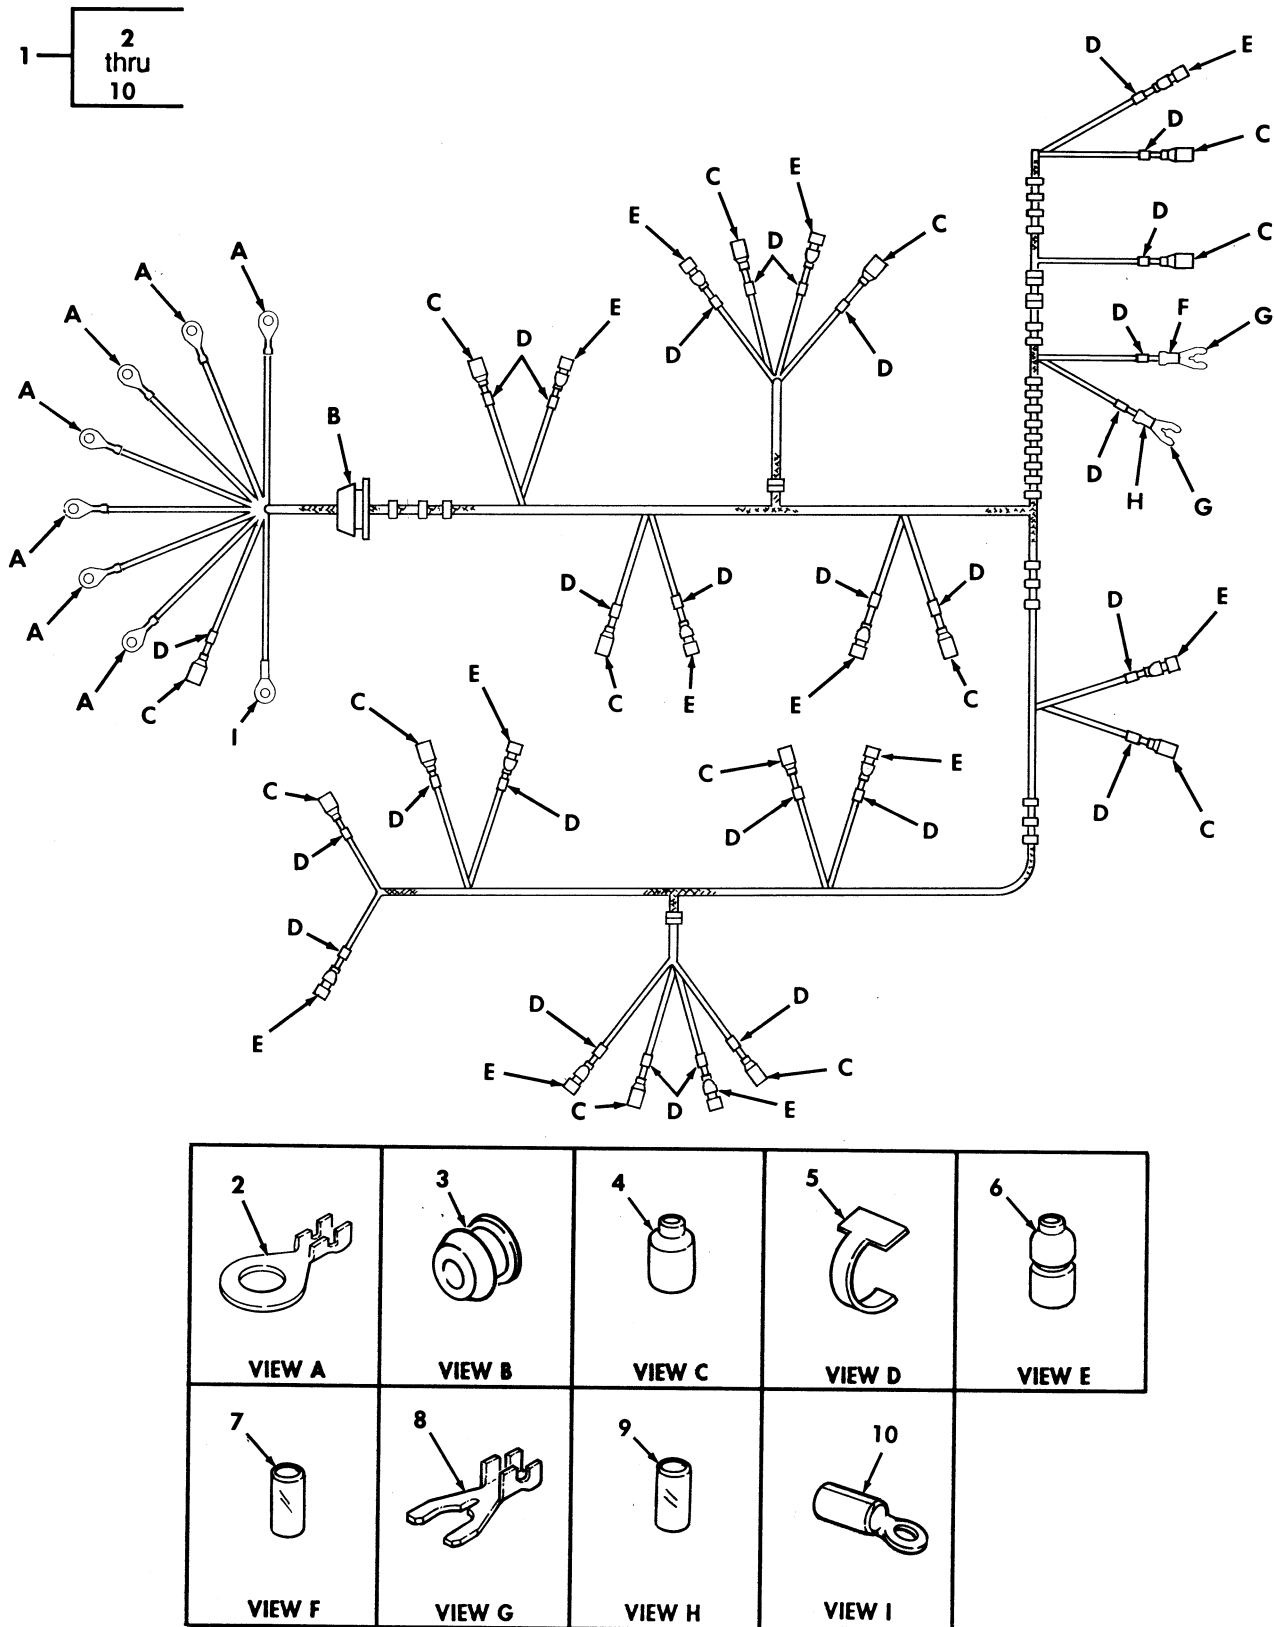 2
1 thru
10
D E
D C
E
C
D
E
C
D C
A
A
A
A
A
A
A
B
C D E
D
D
D F G
D H G
D C
I
D D
C E
D D
E C
D E
D C
C D
E D
C D
E D
C D
D E
D D
E C
C D E
2 3 4 5 6
VIEW A VIEW B VIEW C VIEW D VIEW E
7 8 9 10
VIEW F VIEW G VIEW H VIEW I